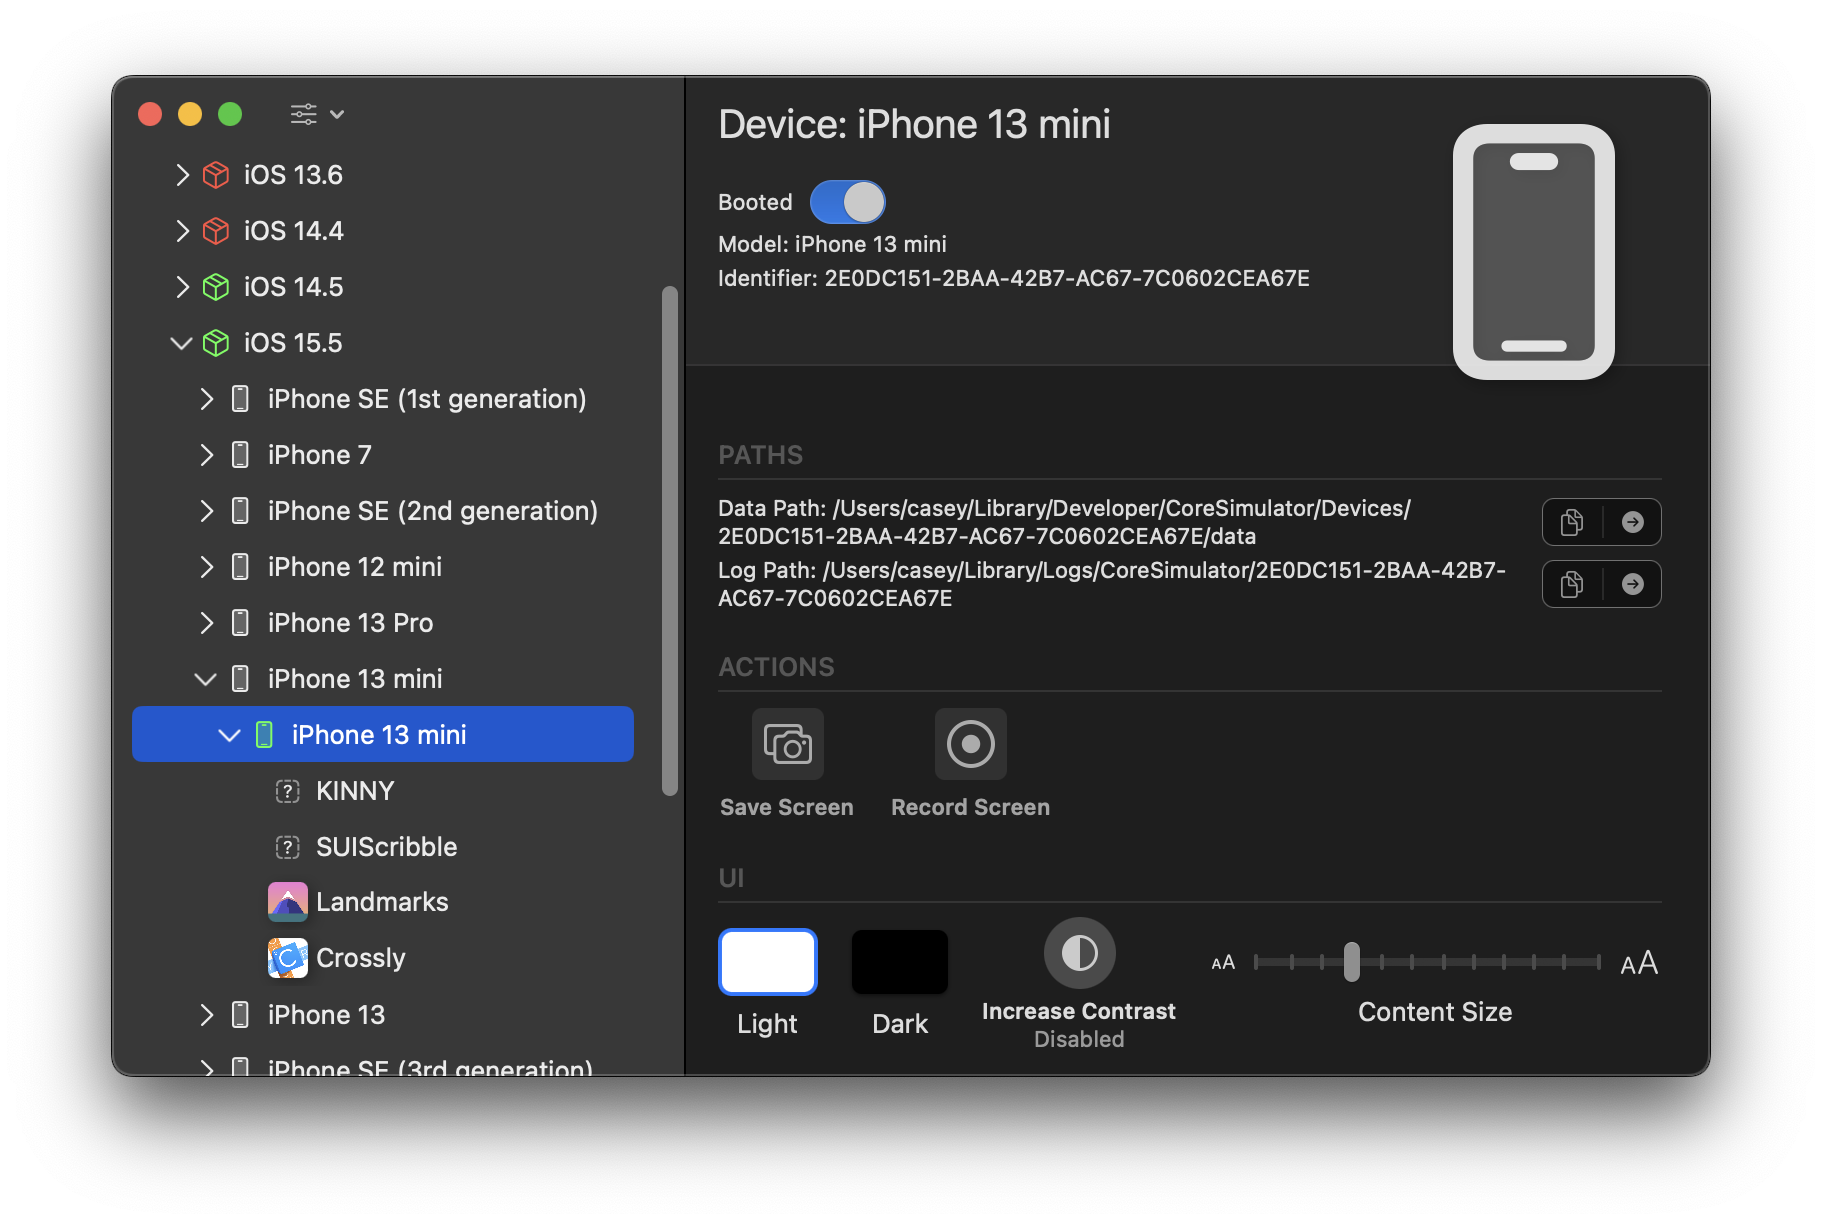 iOS 13.6
iOS 14.4
iOS 14.5
iOS 15.5
iPhone SE (1st generation)
iPhone 7
iPhone SE (2nd generation)
iPhone 12 mini
iPhone 13 Pro
iPhone 13 mini
iPhone 13 mini
?
KINNY
?
SUIScribble
Landmarks
C
Crossly
iPhone 13
iPhone SE (3rd generation)
Device: iPhone 13 mini
Booted
Model: iPhone 13 mini
Identifier: 2E0DC151-2BAA-42B7-AC67-7C0602CEA67E
PATHS
Data Path: /Users/casey/Library/Developer/CoreSimulator/Devices/
2E0DC151-2BAA-42B7-AC67-7C0602CEA67E/data
Log Path: /Users/casey/Library/Logs/CoreSimulator/2E0DC151-2BAA-42B7-
AC67-7C0602CEA67E
ACTIONS
Save Screen
Record Screen
UI
Light
Dark
Increase Contrast
Disabled
AA
AA
Content Size